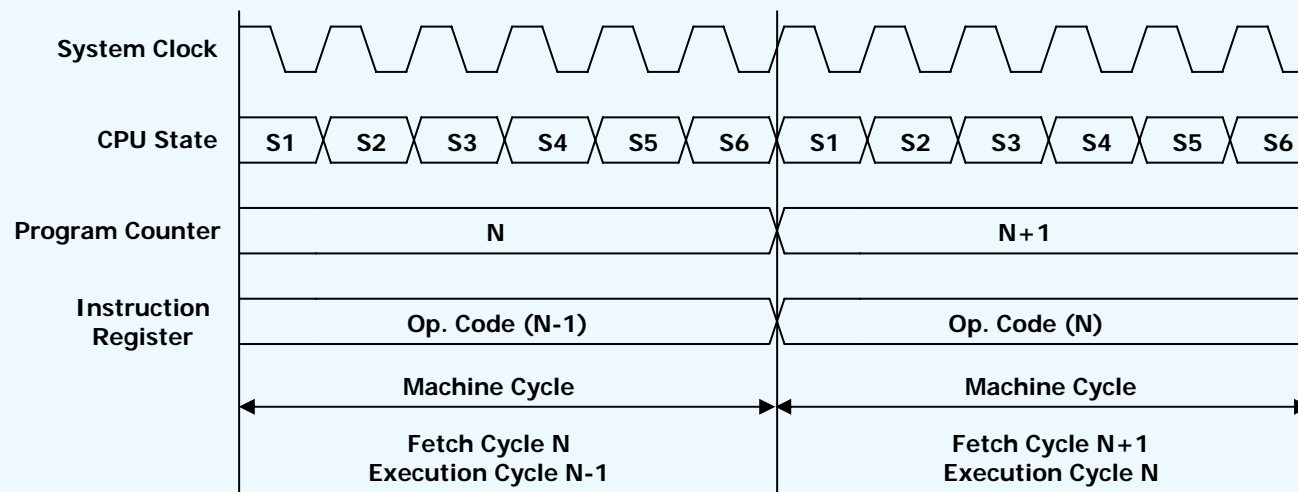 System Clock
CPU State
S1 S2 S3 S4 S5 S6 S1 S2 S3 S4 S5 S6
Program Counter
N
N+1
Instruction
Register
Op. Code (N-1)
Op. Code (N)
Machine Cycle
Machine Cycle
Fetch Cycle N
Execution Cycle N-1
Fetch Cycle N+1
Execution Cycle N